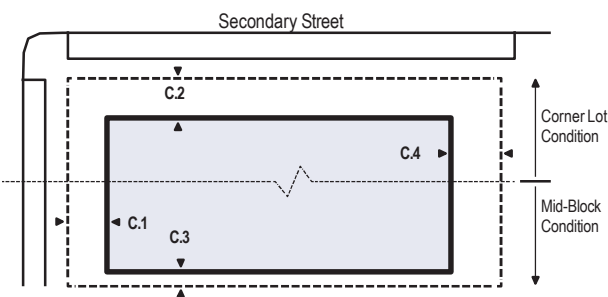 Secondary Street
C.2
Corner Lot
Condition
C.4
Mid-Block
Condition
C.1
C.3